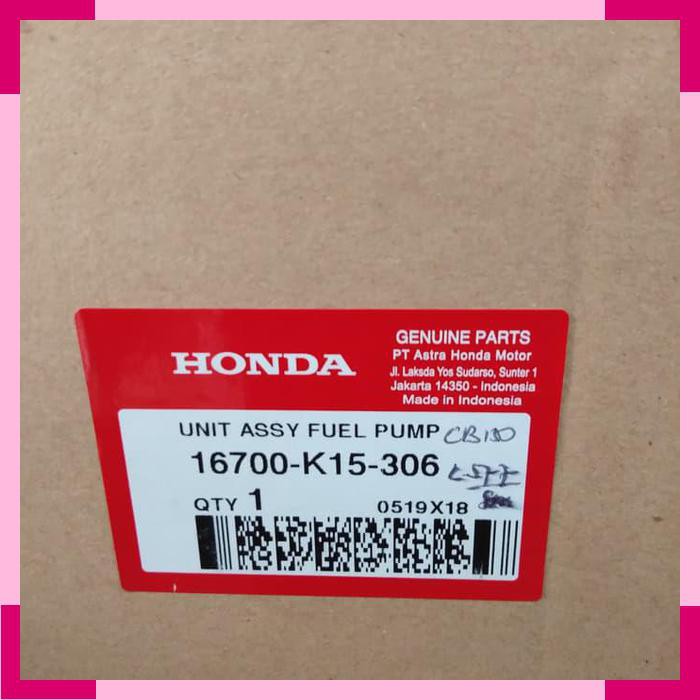 HONDA
GENUINE PARTS
PT Astra Honda Motor
Jl. Laksda Yos Sudarso, Sunter 1
Jakarta 14350 - Indonesia
Made in Indonesia
UNIT ASSY FUEL PUMP CB150
16700-K15-306
QTY 1
0519X18